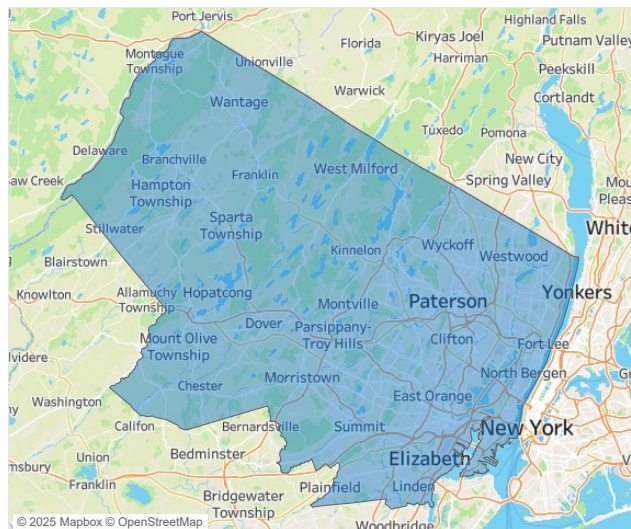 Port Jervis
Highland Falls
Montague
Township
Unionville
Florida
Kiryas Joel
Putnam Valley
Harriman
Peekskill
Wantage
Warwick
Cortlandt
Tuxedo
Pomona
Delaware
Branchville
New City
aw Creek
Hampton
Township
Franklin
West Milford
Spring Valley
Mou
Pleas
Stillwater
Sparta
Township
Wyckoff
White
Kinnelon
Westwood
Blairstown
Knowlton
Allamuchy
Township
Hopatcong
Montville
Paterson
Yonkers
Dover
Parsippany-
Troy Hills
Clifton
Fort Lee
Mount Olive
Township
elvidere
Morristown
North Bergen
Gr
Chester
East Orange
Washington
Califon
Bernardsville
Summit
New York
Bedminster
Elizabeth
Union
msburg
Franklin
Bridgewater
Township
Plainfield
Linden
V
Woodbridge
© 2025 Mapbox © OpenStreetMap